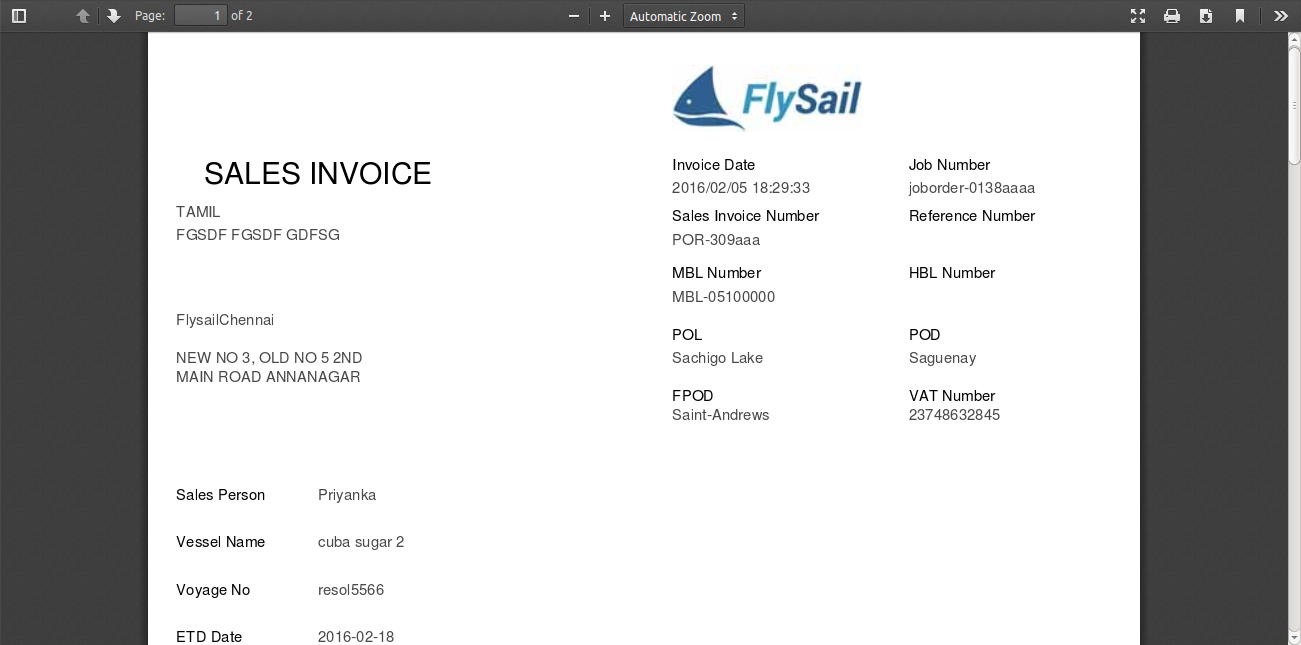 Page: 1 of 2
Automatic Zoom
FlySail
SALES INVOICE
TAMIL
FGSDF FGSDF GDFSG
FlysailChennai
NEW NO 3, OLD NO 5 2ND
MAIN ROAD ANNANAGAR
Invoice Date
2016/02/05 18:29:33
Job Number
joborder-0138aaaa
Sales Invoice Number
POR-309aaa
Reference Number
MBL Number
MBL-05100000
HBL Number
POL
Sachigo Lake
POD
Saguenay
FPOD
Saint-Andrews
VAT Number
23748632845
Sales Person Priyanka
Vessel Name cuba sugar 2
Voyage No resol5566
ETD Date 2016-02-18